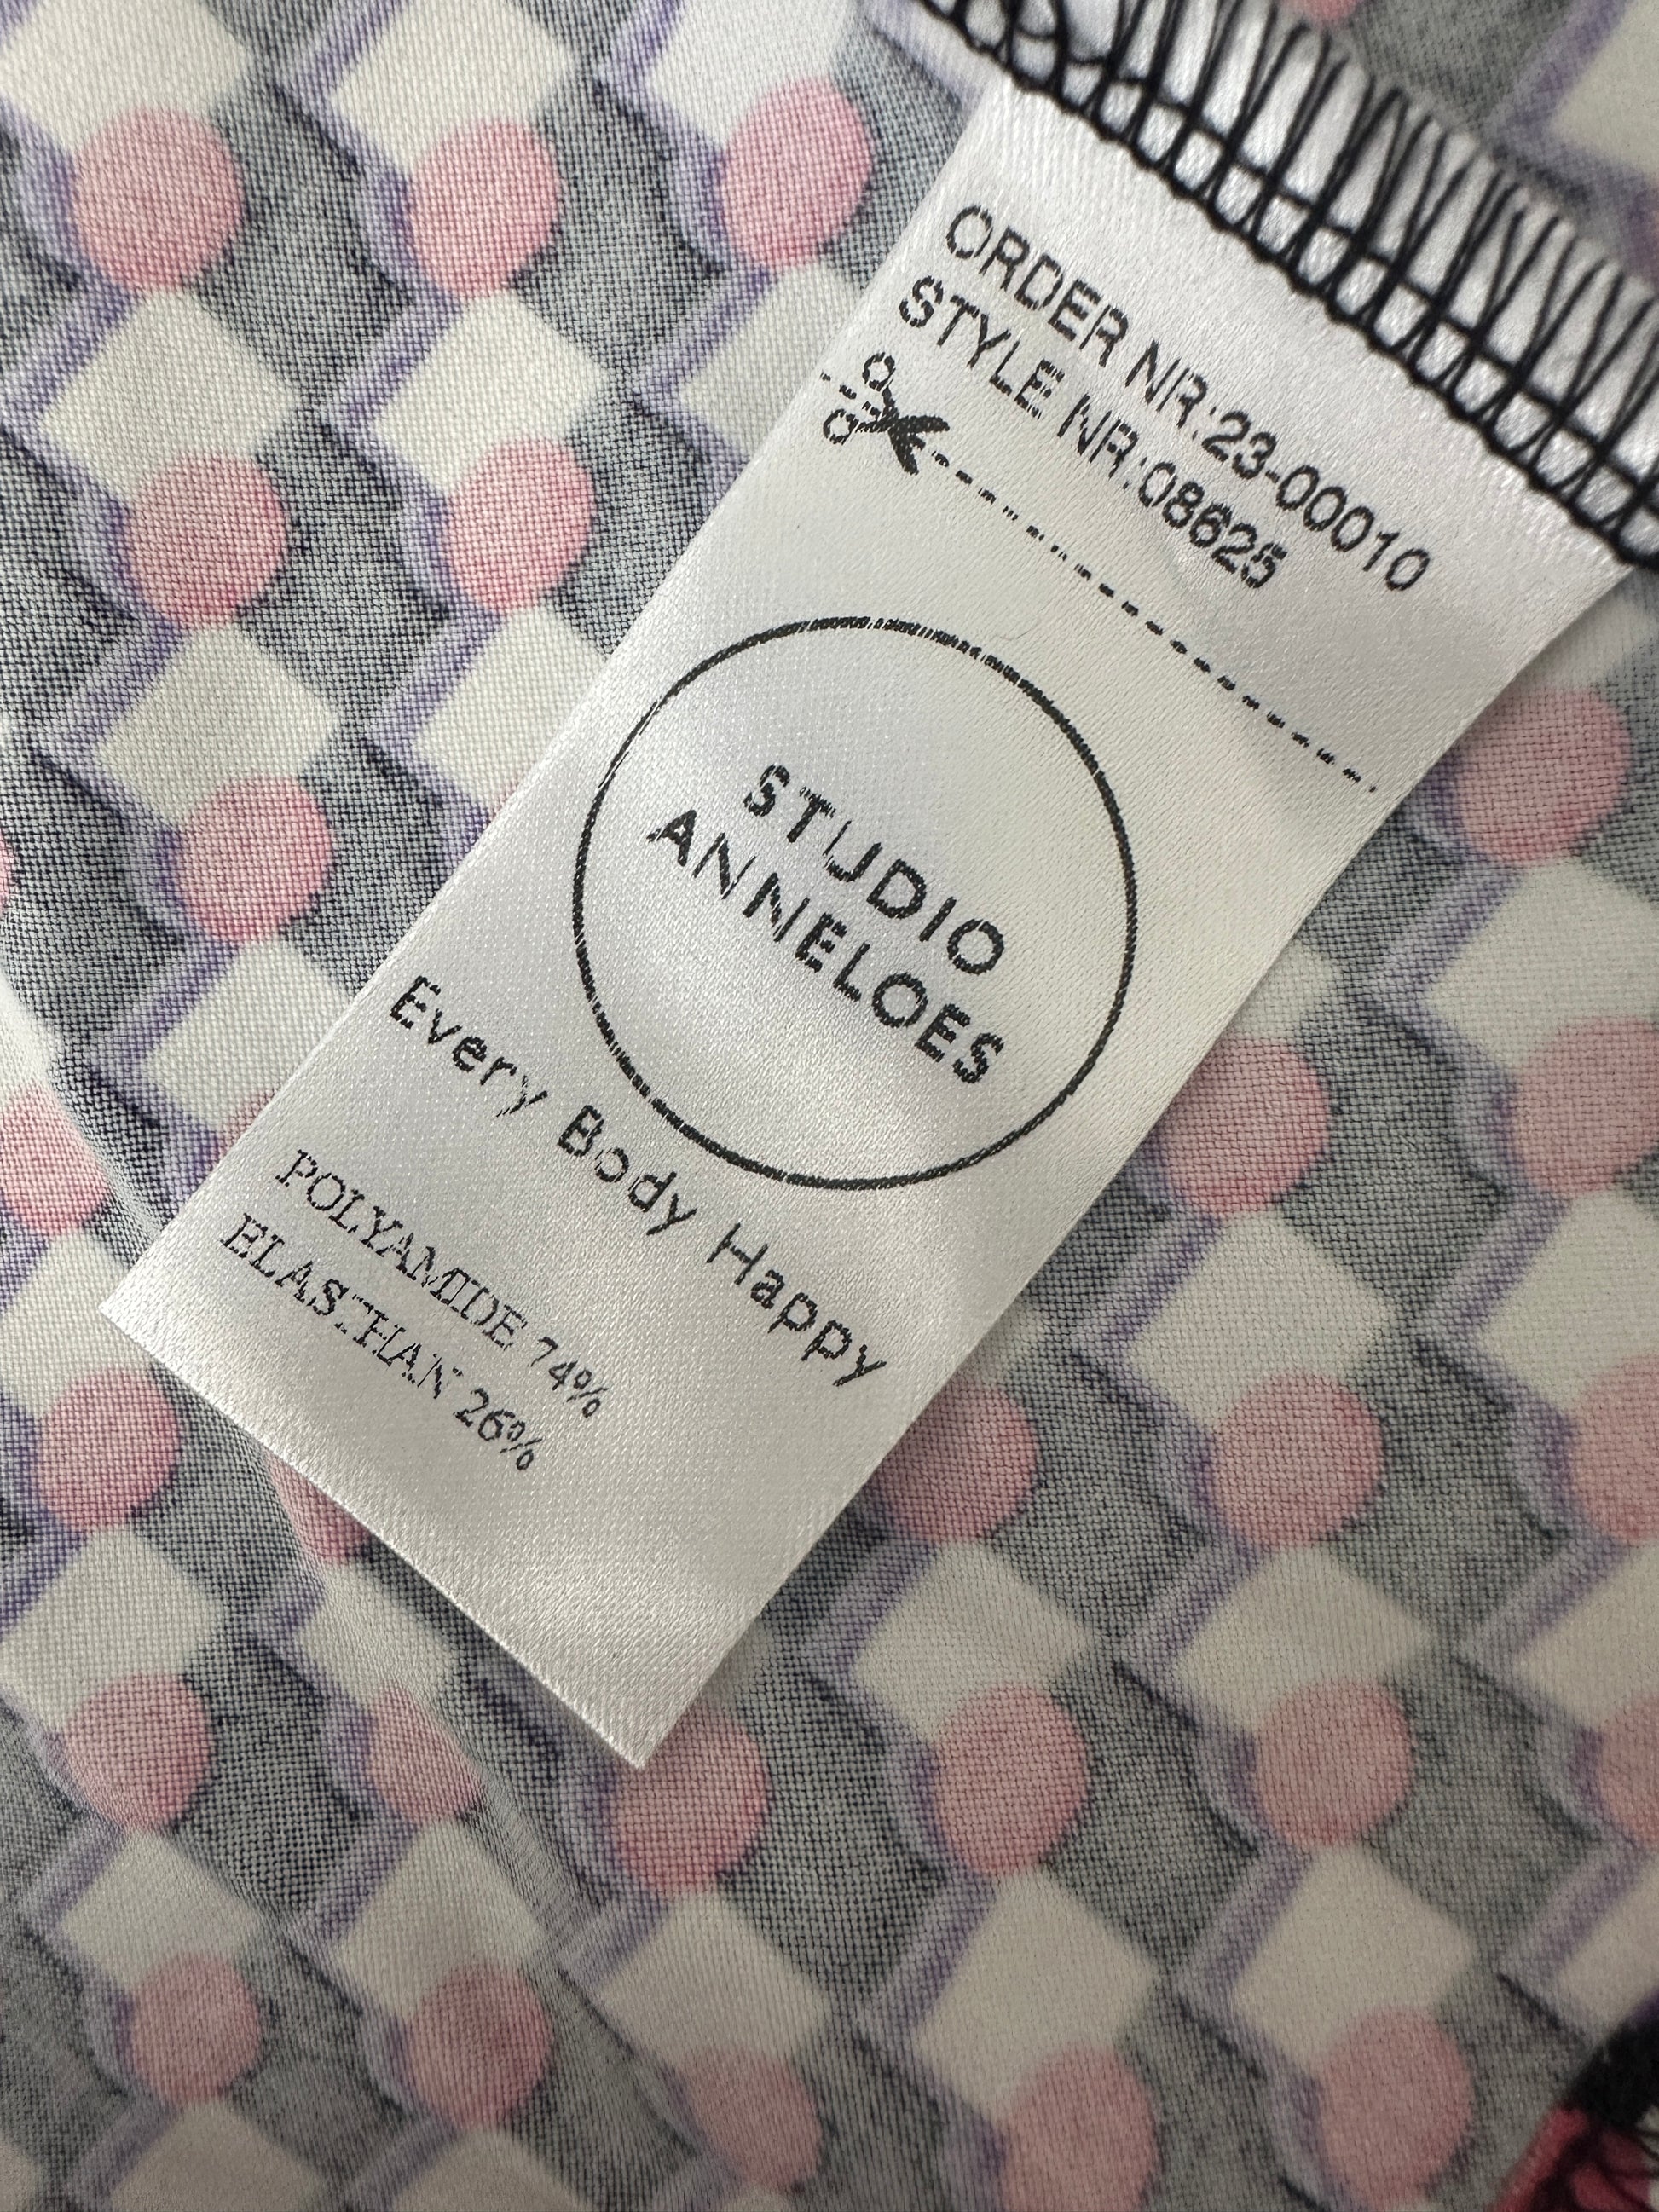 ORDER NR:23-00010
STYLE NR:08625
STUDIO
ANNELOES
Every Body Happy
POLYAMIDE 74%
ELASTHAN 26%